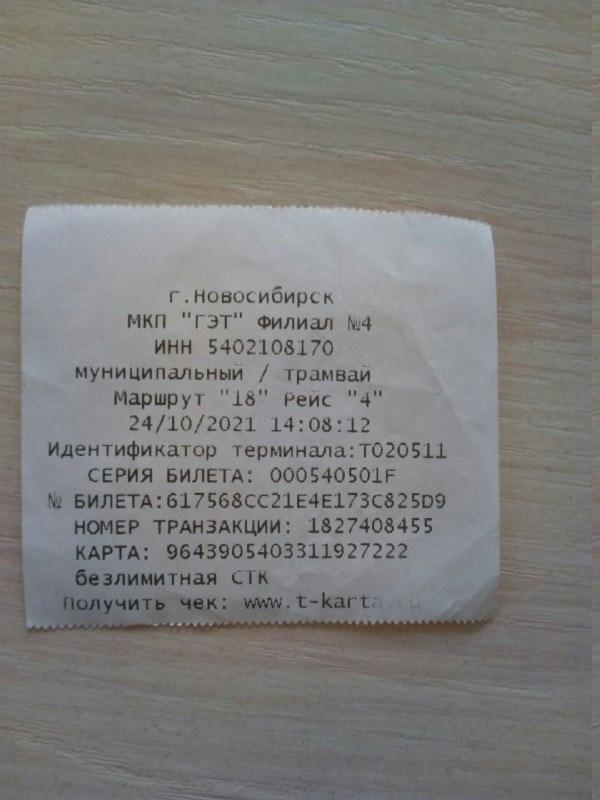 г.Новосибирск
МКП "ГЭТ" Филиал №4
ИНН 5402108170
муниципальный / трамвай
Маршрут "18" Рейс "4"
24/10/2021 14:08:12
Идентификатор терминала:T020511
СЕРИЯ БИЛЕТА: 000540501F
№ БИЛЕТА:617568CC21E4E173C825D9
НОМЕР ТРАНЗАКЦИИ: 1827408455
КАРТА: 9643905403311927222
безлимитная СТК
Получить чек: www.t-karta.ru